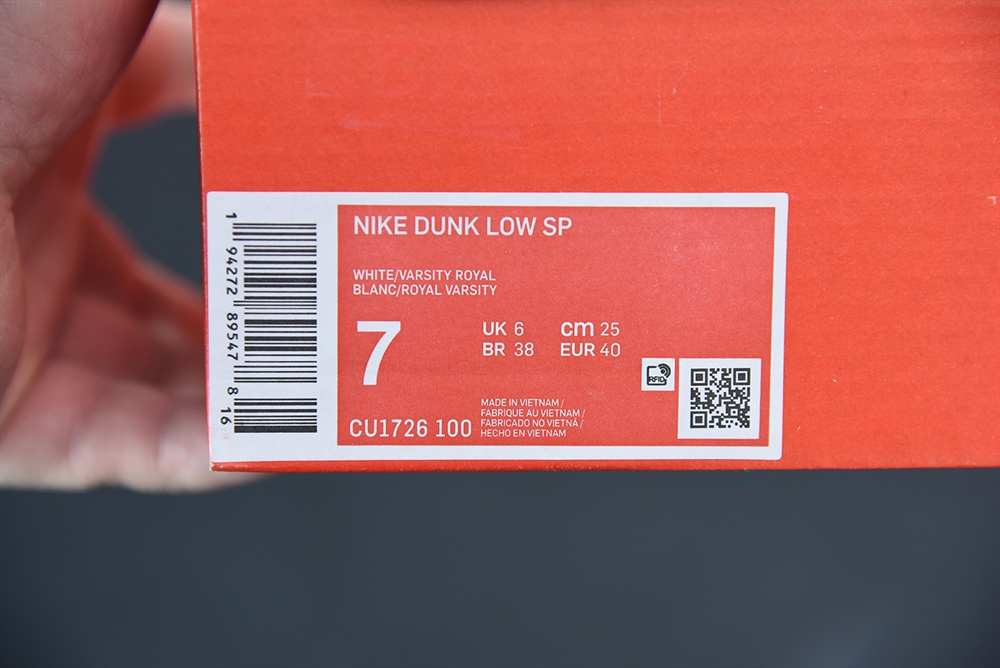 NIKE DUNK LOW SP
WHITE/VARSITY ROYAL
BLANC/ROYAL VARSITY
7
UK 6 cm 25
BR 38 EUR 40
RFID
CU1726 100
MADE IN VIETNAM /
FABRIQUE AU VIETNAM /
FABRICADO NO VIETNÃ /
HECHO EN VIETNAM
1 94272 89547 8 16